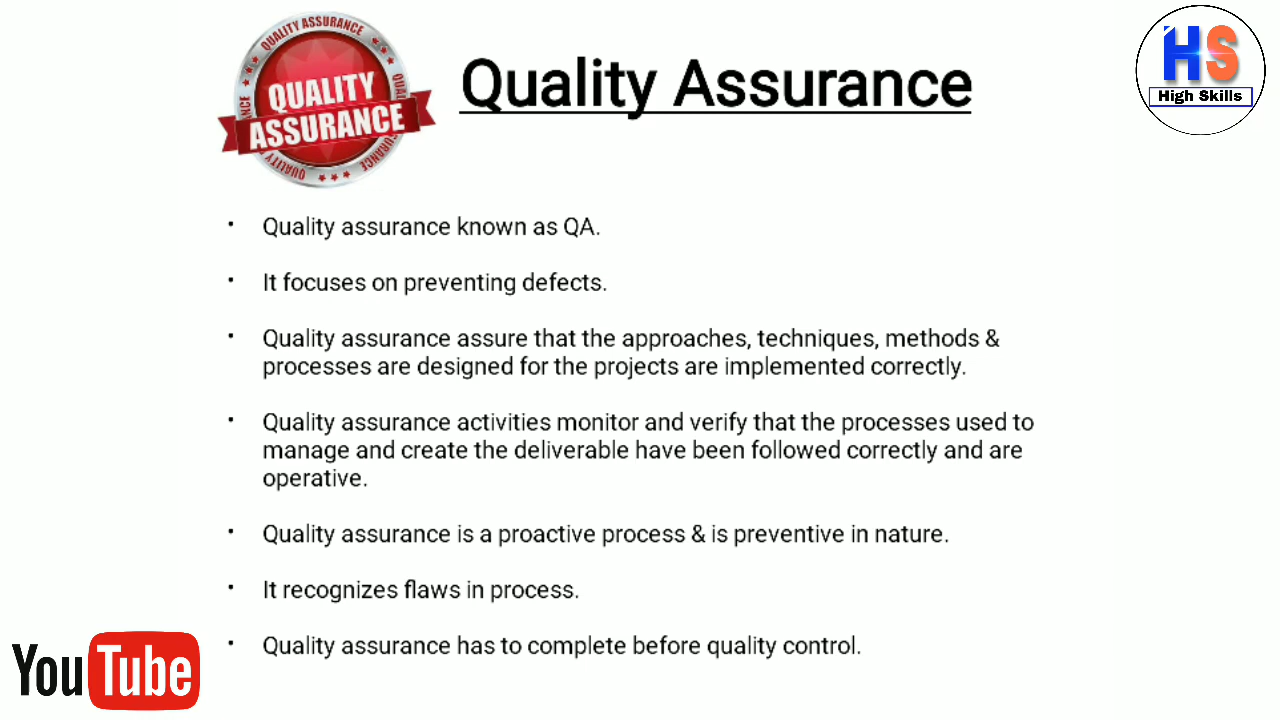 QUALITY ASSURANCE
QUALITY
ASSURANCE
QUALITY
Quality Assurance
HS
High Skills
• Quality assurance known as QA.
• It focuses on preventing defects.
• Quality assurance assure that the approaches, techniques, methods &
processes are designed for the projects are implemented correctly.
• Quality assurance activities monitor and verify that the processes used to
manage and create the deliverable have been followed correctly and are
operative.
• Quality assurance is a proactive process & is preventive in nature.
• It recognizes flaws in process.
• Quality assurance has to complete before quality control.
YouTube